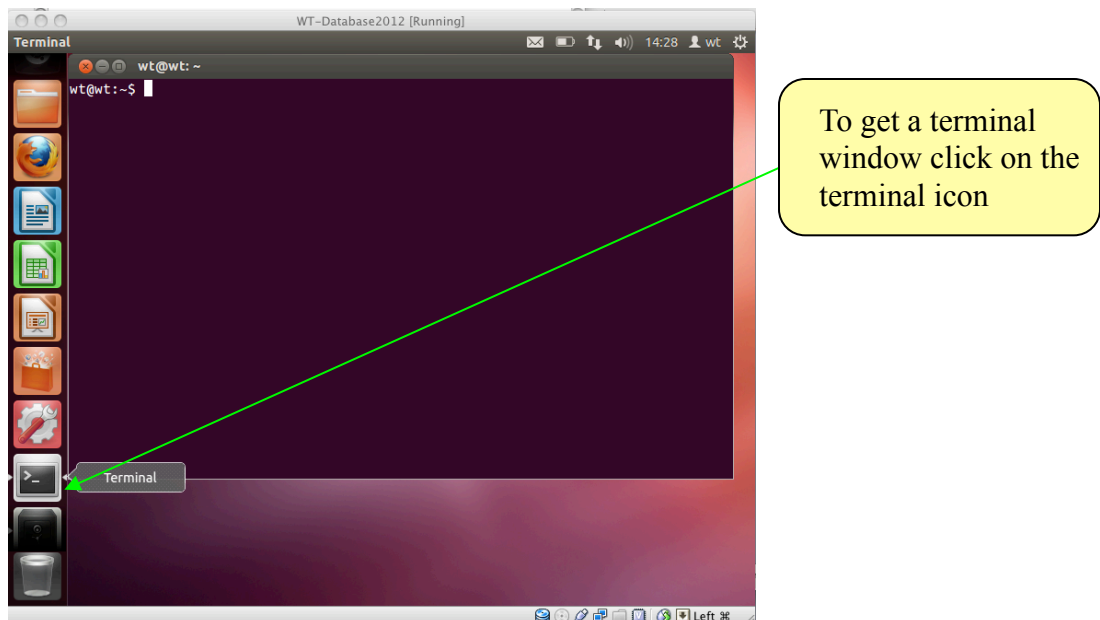 WT-Database2012 [Running]
Terminal
14:28
wt
wt@wt: ~
wt@wt:~$
To get a terminal
window click on the
terminal icon
>_
Terminal
Left ⌘